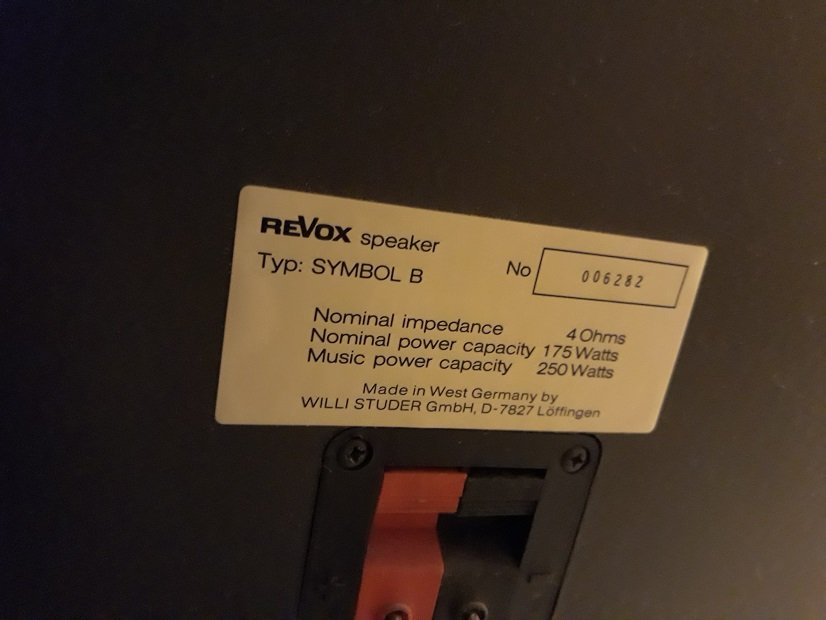 REVOX speaker
Typ: SYMBOL B
No 006282
Nominal impedance 4 Ohms
Nominal power capacity 175 Watts
Music power capacity 250 Watts
Made in West Germany by
WILLI STUDER GmbH, D-7827 Löffingen
+ -